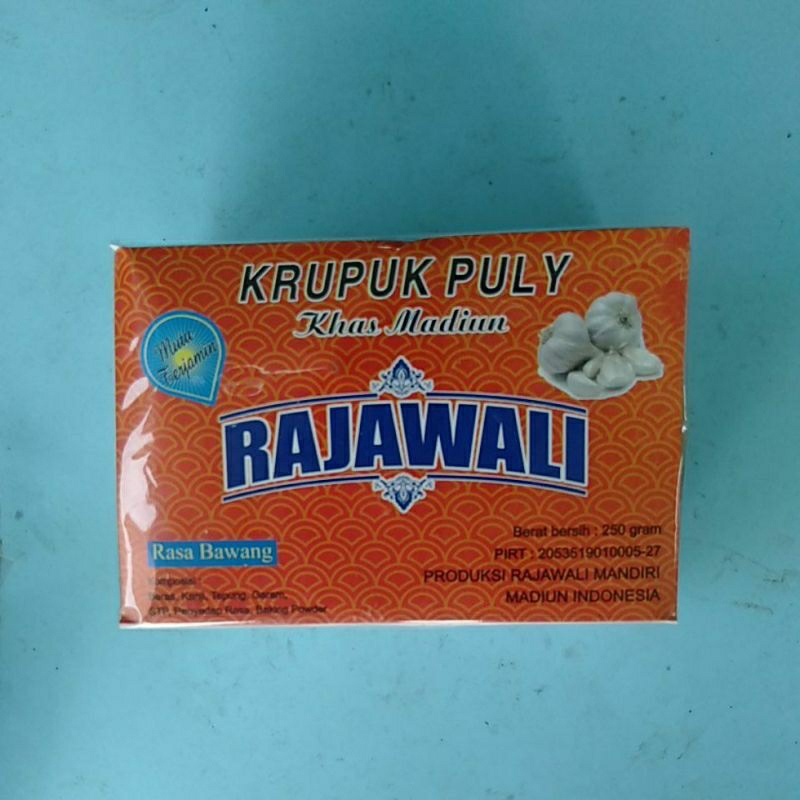 KRUPUK PULY
Khas Madiun
Mutu
Terjamin
RAJAWALI
Rasa Bawang
Komposisi :
Beras, Kanji, Tepung, Garam,
STP, Penyedap Rasa, Baking Powder
Berat bersih : 250 gram
PIRT : 2053519010005-27
PRODUKSI RAJAWALI MANDIRI
MADIUN INDONESIA